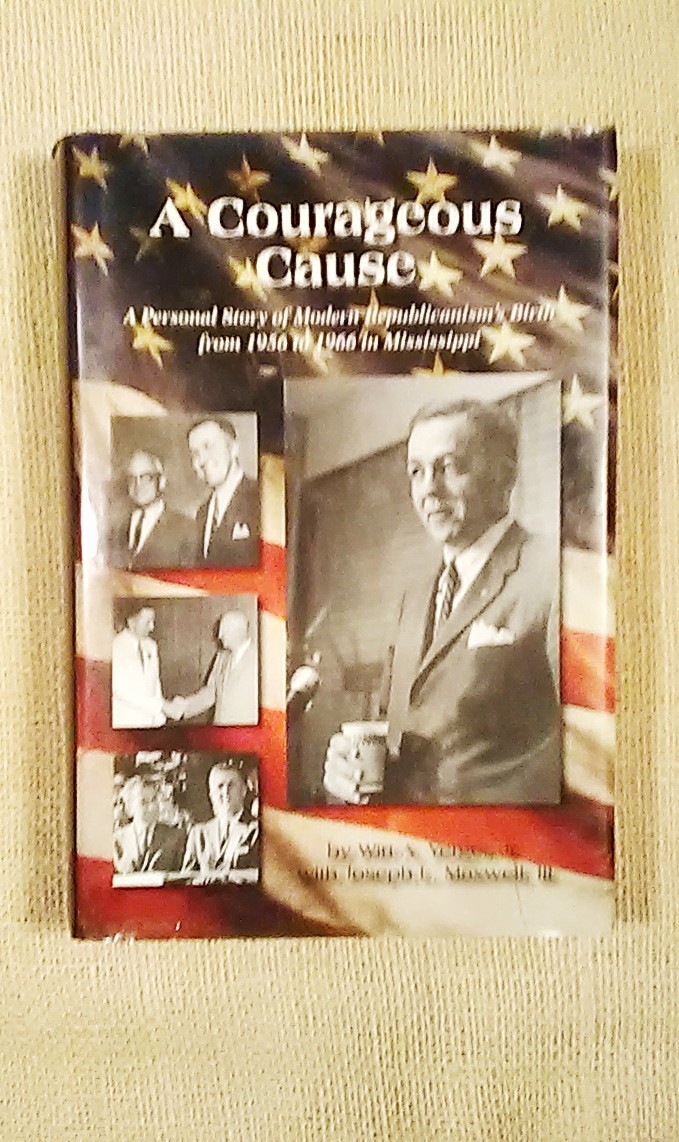 A Courageous
Cause
A Personal Story of Modern Republicanism's Birth
from 1956 to 1966 in Mississippi
by Wirt A. Yerger, Jr.
with Joseph L. Maxwell, III